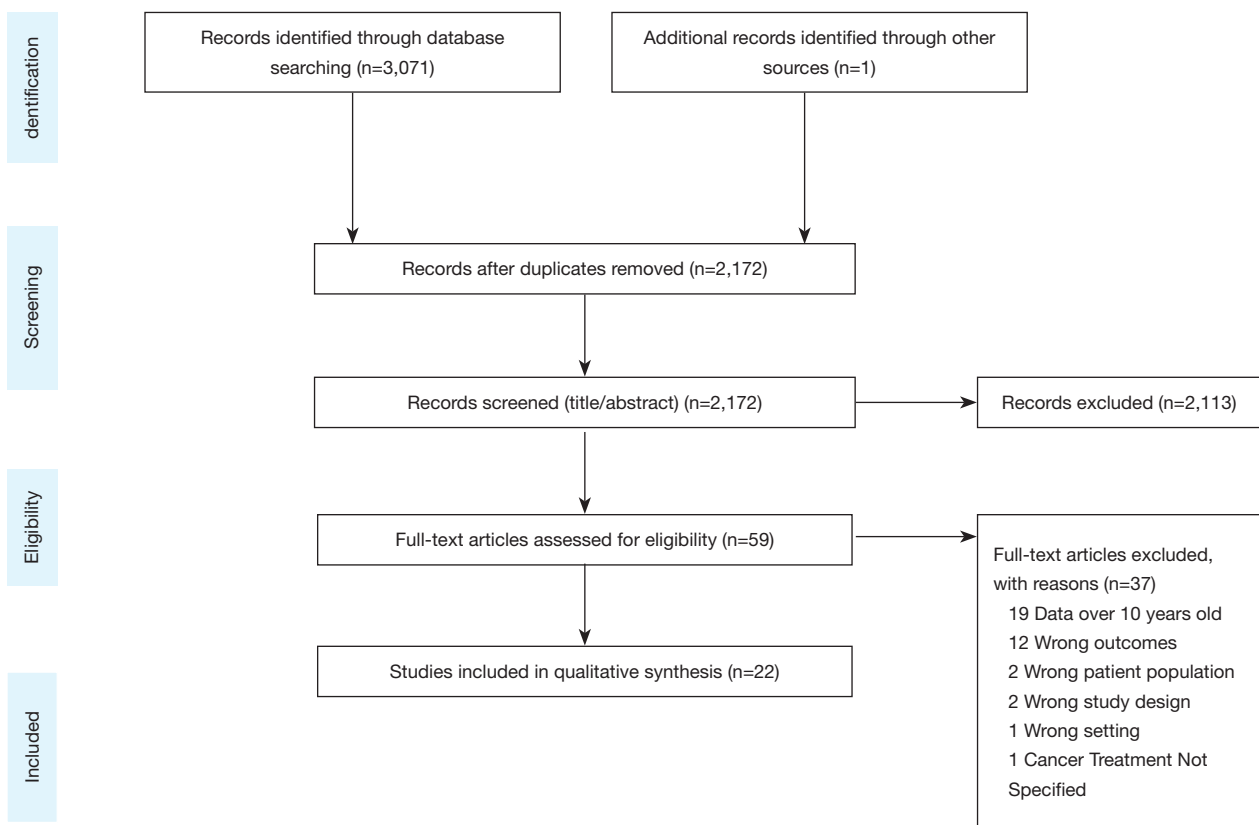 dentification
Records identified through database
searching (n=3,071)
Additional records identified through other
sources (n=1)
Screening
Records after duplicates removed (n=2,172)
Records screened (title/abstract) (n=2,172)
Records excluded (n=2,113)
Eligibility
Full-text articles assessed for eligibility (n=59)
Full-text articles excluded,
with reasons (n=37)
19 Data over 10 years old
12 Wrong outcomes
2 Wrong patient population
2 Wrong study design
1 Wrong setting
1 Cancer Treatment Not
Specified
Included
Studies included in qualitative synthesis (n=22)